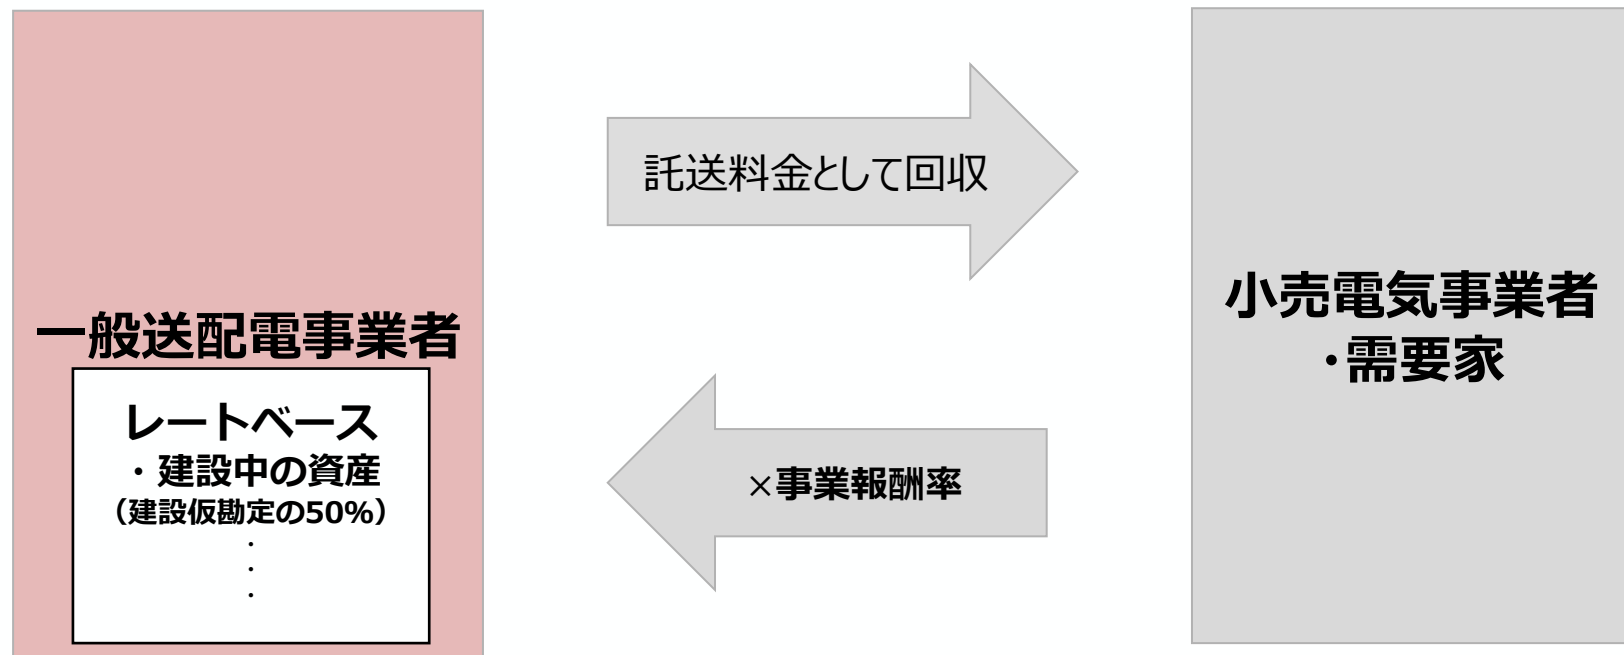 一般送配電事業者
レートベース
・建設中の資産
（建設仮勘定の50%）
・
・
・
託送料金として回収
×事業報酬率
小売電気事業者
・需要家